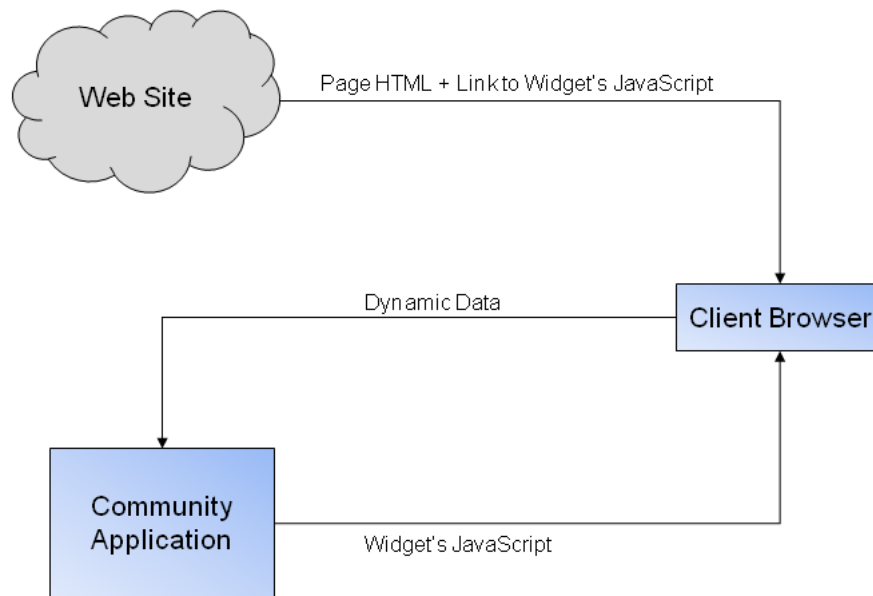 Web Site
Page HTML + Link to Widget's JavaScript
Dynamic Data
Client Browser
Community
Application
Widget's JavaScript